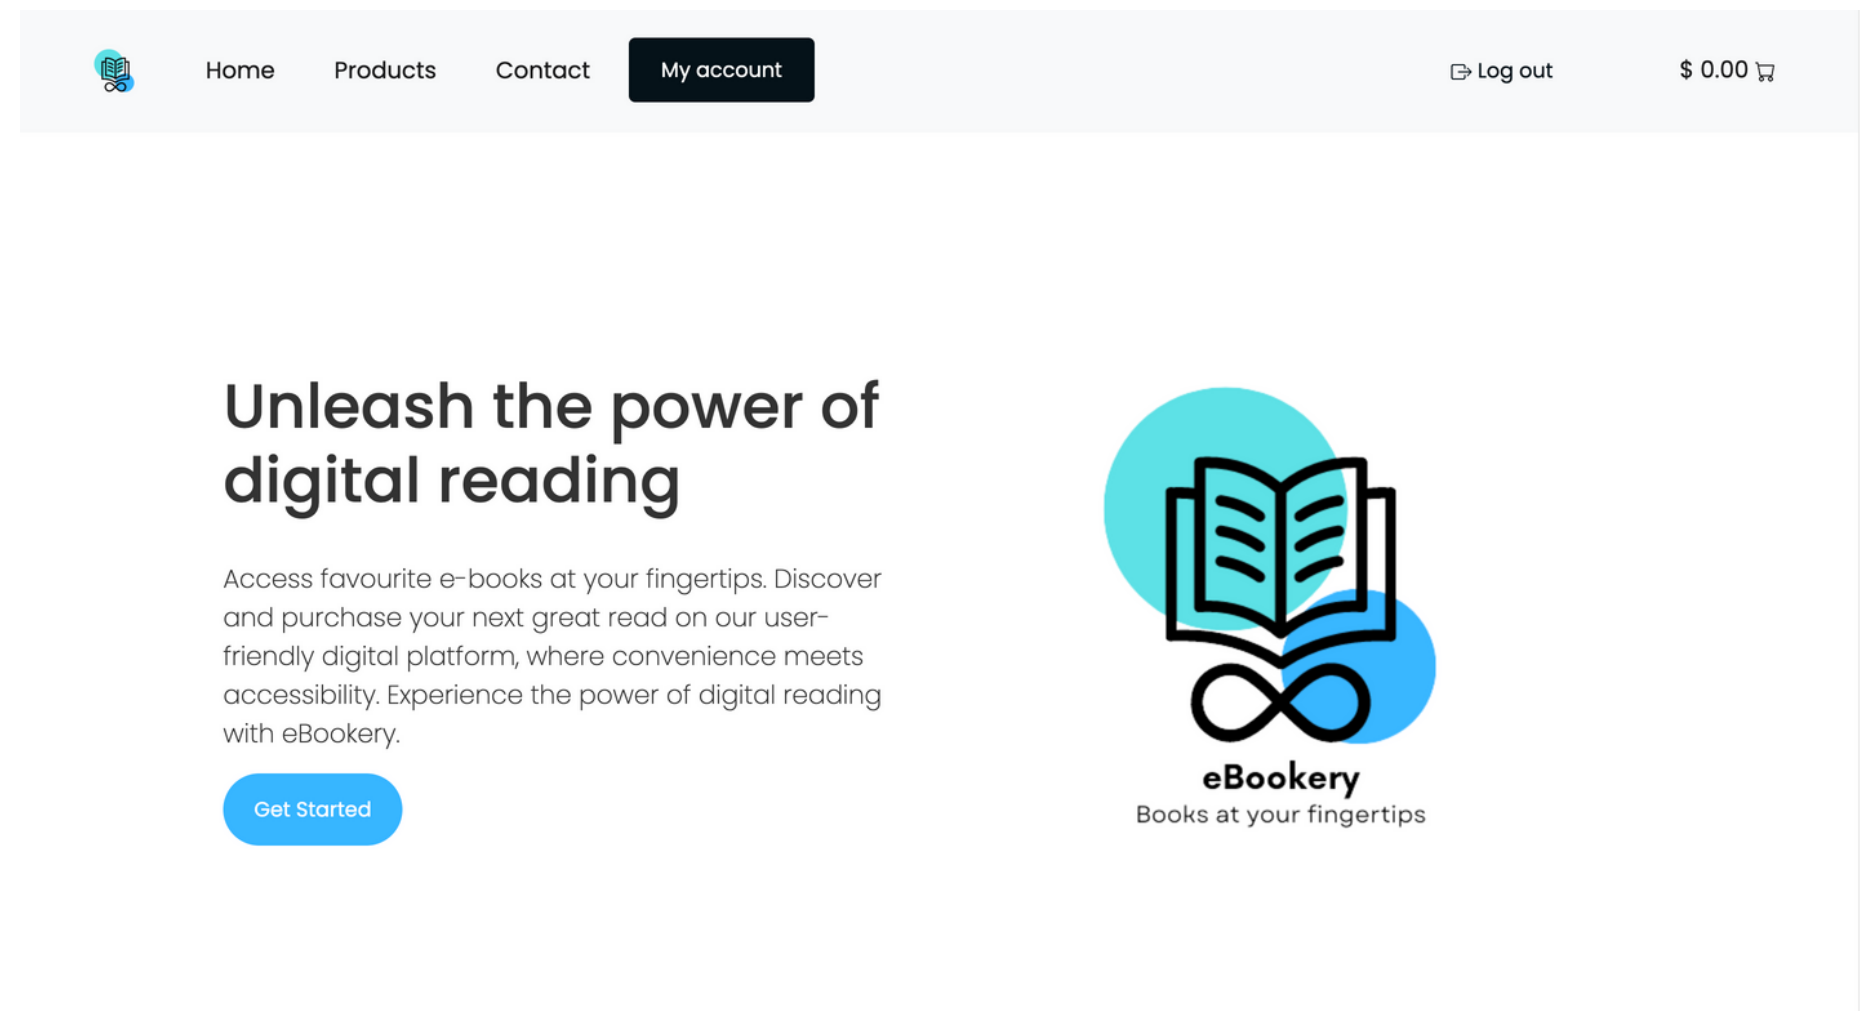 Home Products Contact My account Log out $ 0.00
Unleash the power of
digital reading
Access favourite e-books at your fingertips. Discover
and purchase your next great read on our user-
friendly digital platform, where convenience meets
accessibility. Experience the power of digital reading
with eBookery.
Get Started
eBookery
Books at your fingertips